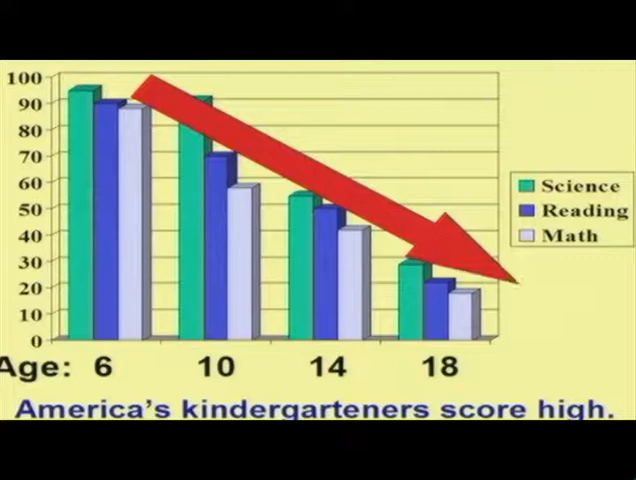 100
90
80
70
60
50
40
30
20
10
0
Science
Reading
Math
Age: 6 10 14 18
America's kindergarteners score high.